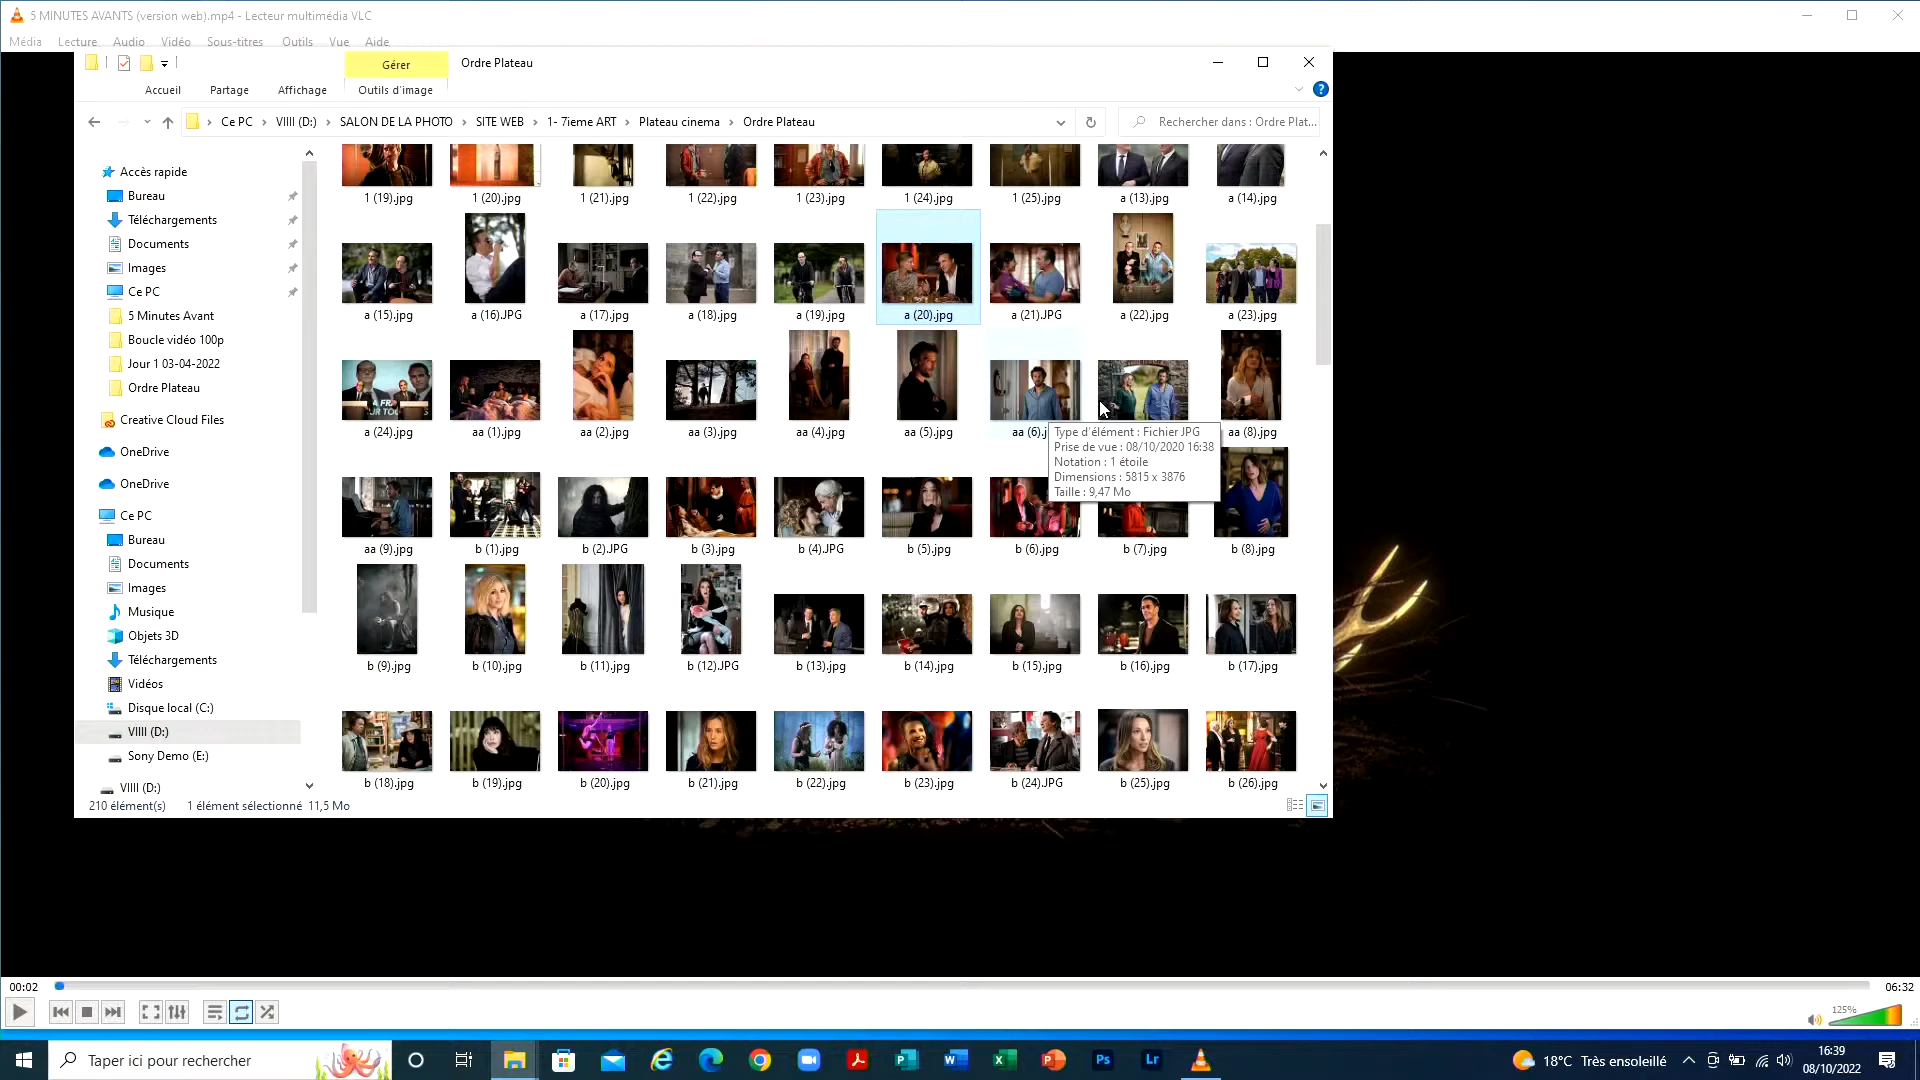 5 MINUTES AVANTS (version web).mp4 - Lecteur multimédia VLC
Média Lecture Audio Vidéo Sous-titres Outils Vue Aide
Gérer Ordre Plateau
Accueil Partage Affichage Outils d'image
Ce PC VIIII (D:) SALON DE LA PHOTO SITE WEB 1- 7ieme ART Plateau cinema Ordre Plateau
Rechercher dans : Ordre Plat...
Accès rapide
Bureau
Téléchargements
Documents
Images
Ce PC
5 Minutes Avant
Boucle vidéo 100p
Jour 1 03-04-2022
Ordre Plateau
Creative Cloud Files
OneDrive
OneDrive
Ce PC
Bureau
Documents
Images
Musique
Objets 3D
Téléchargements
Vidéos
Disque local (C:)
VIIII (D:)
Sony Demo (E:)
VIIII (D:)
1 (19).jpg 1 (20).jpg 1 (21).jpg 1 (22).jpg 1 (23).jpg 1 (24).jpg 1 (25).jpg a (13).jpg a (14).jpg
a (15).jpg a (16).JPG a (17).jpg a (18).jpg a (19).jpg a (20).jpg a (21).JPG a (22).jpg a (23).jpg
a (24).jpg aa (1).jpg aa (2).jpg aa (3).jpg aa (4).jpg aa (5).jpg aa (6).j aa (8).jpg
Type d'élément : Fichier JPG
Prise de vue : 08/10/2020 16:38
Notation : 1 étoile
Dimensions : 5815 x 3876
Taille : 9,47 Mo
aa (9).jpg b (1).jpg b (2).JPG b (3).jpg b (4).JPG b (5).jpg b (6).jpg b (7).jpg b (8).jpg
b (9).jpg b (10).jpg b (11).jpg b (12).JPG b (13).jpg b (14).jpg b (15).jpg b (16).jpg b (17).jpg
b (18).jpg b (19).jpg b (20).jpg b (21).jpg b (22).jpg b (23).jpg b (24).JPG b (25).jpg b (26).jpg
210 élément(s) 1 élément sélectionné 11,5 Mo
00:02 06:32
125%
Taper ici pour rechercher
18°C Très ensoleillé
16:39
08/10/2022